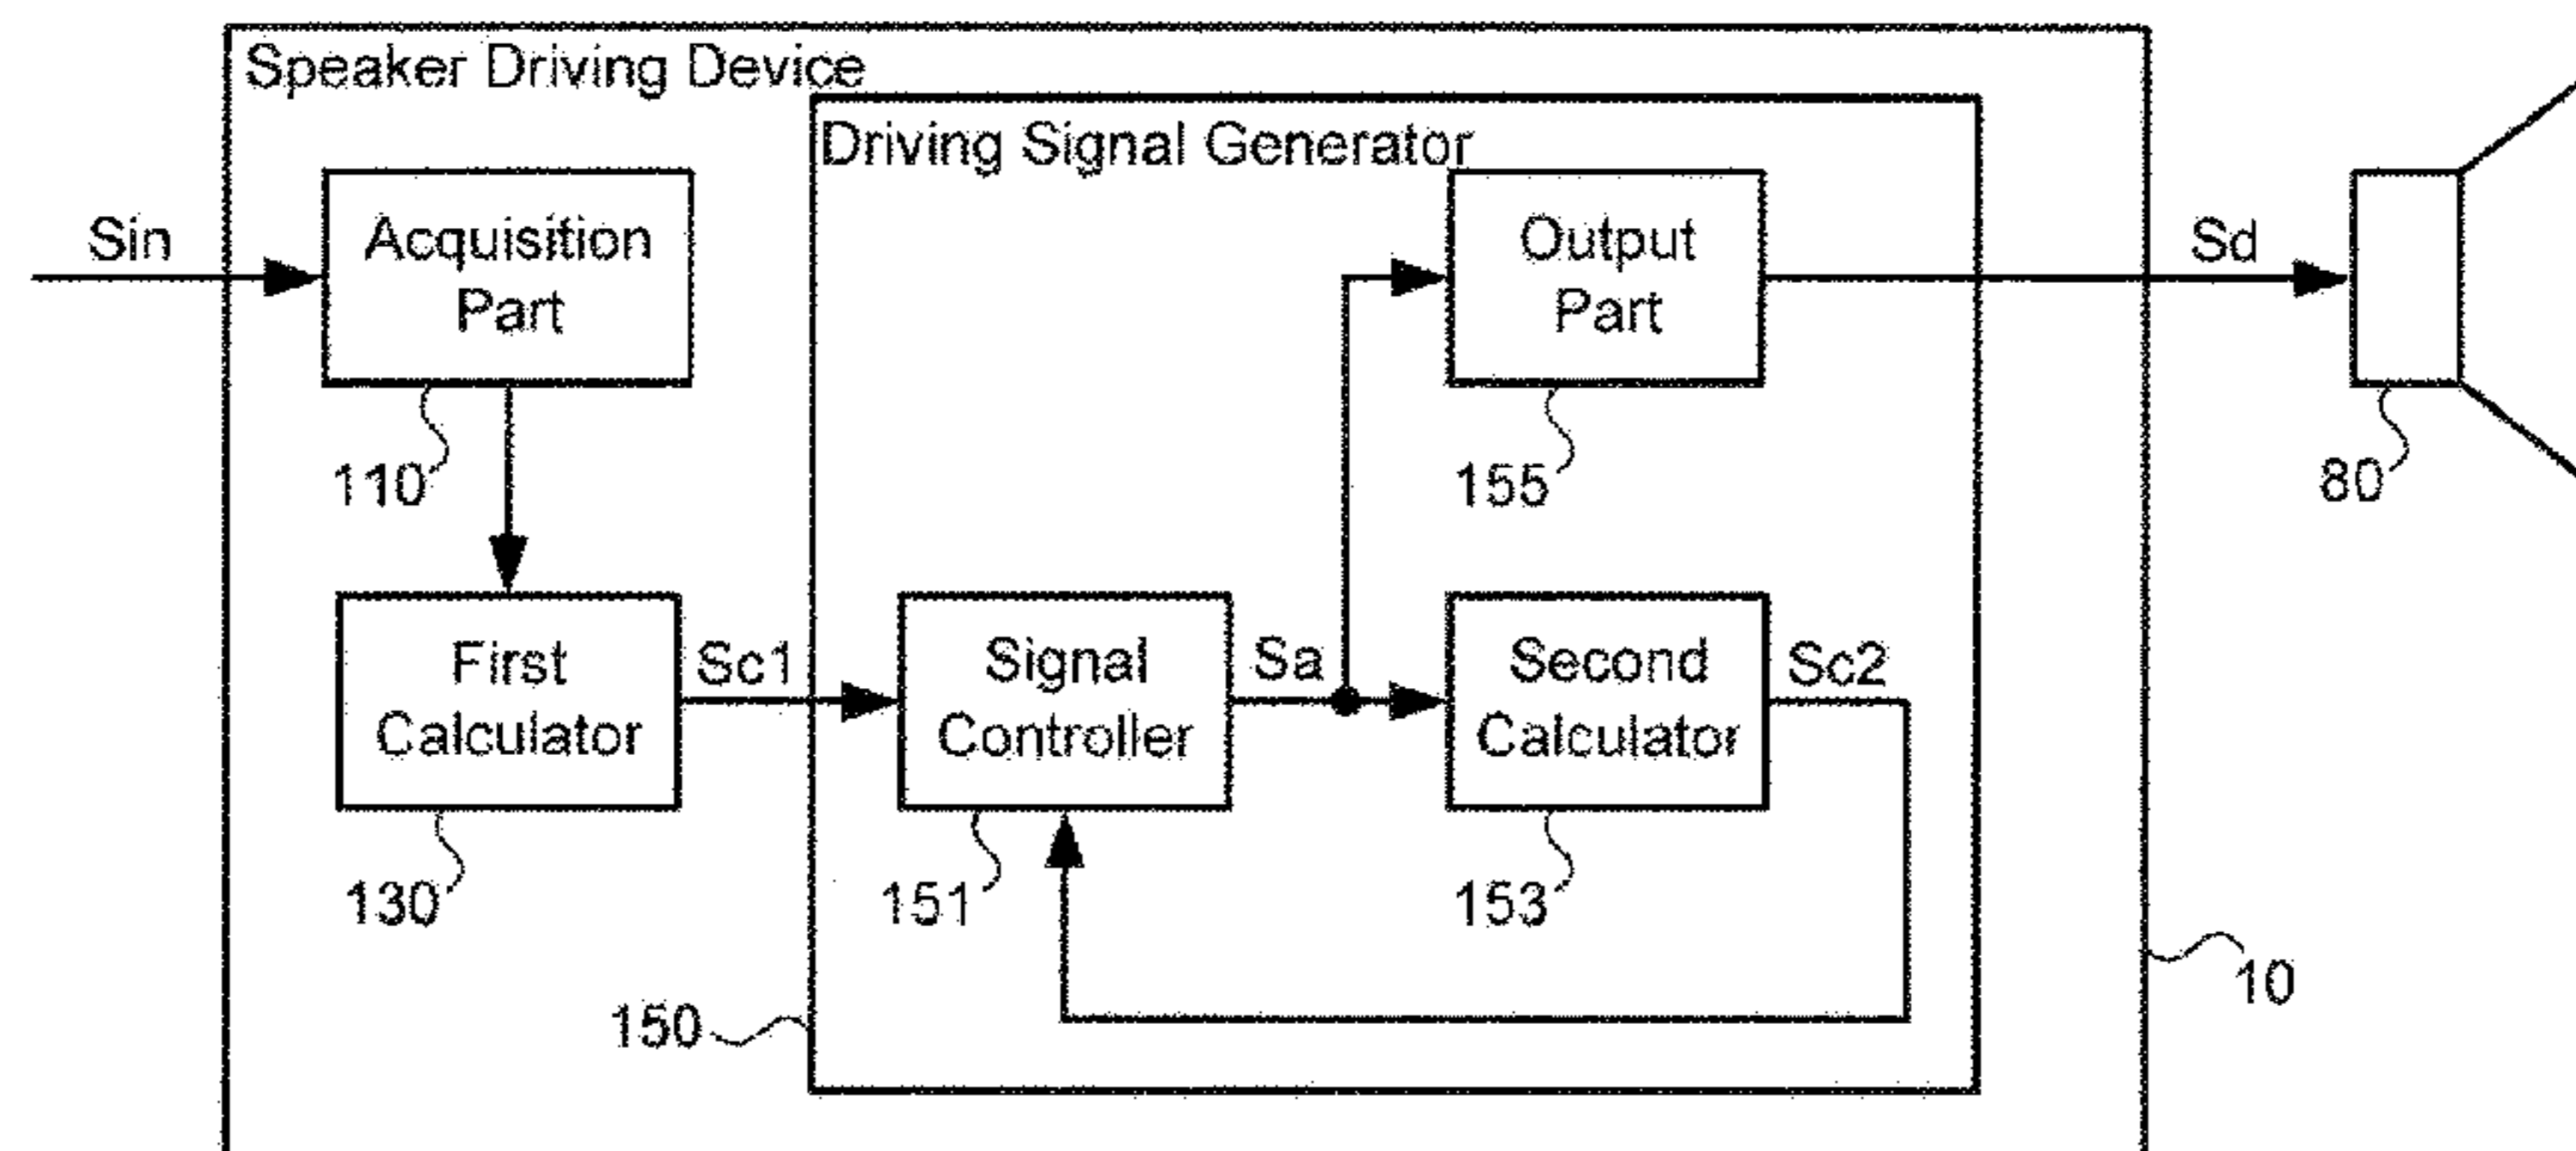 Speaker Driving Device
Driving Signal Generator
Sin
Acquisition
Part
110
Output
Part
155
Sd
80
First
Calculator
130
Sc1
Signal
Controller
151
Sa
Second
Calculator
153
Sc2
150
10